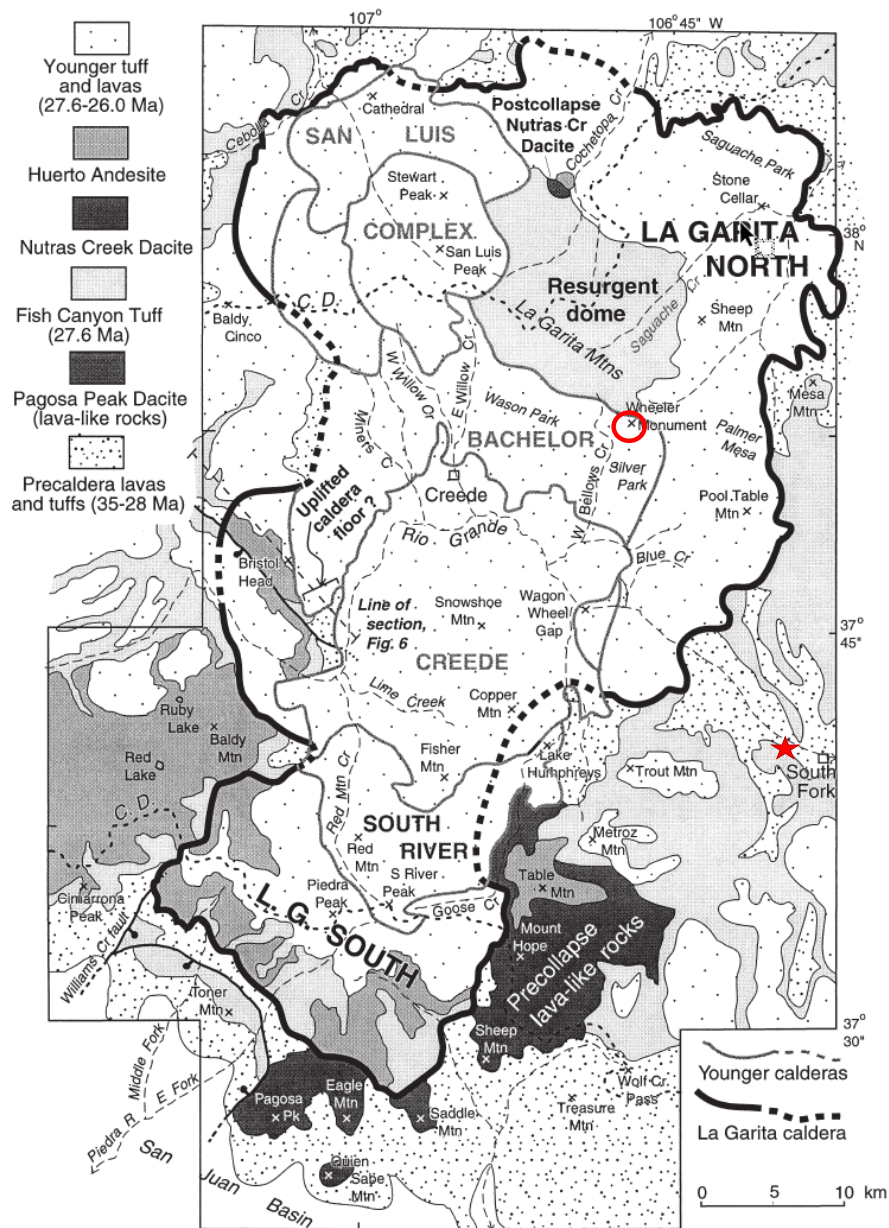 107°
106°45" W
Younger tuff
and lavas
(27.6-26.0 Ma)
Huerto Andesite
Nutras Creek Dacite
Fish Canyon Tuff
(27.6 Ma)
Pagosa Peak Dacite
(lava-like rocks)
Precaldera lavas
and tuffs (35-28 Ma)
Cebolla Cr
Cathedral
SAN LUIS
COMPLEX
Stewart
Peak
San Luis
Peak
Postcollapse
Nutras Cr
Dacite
Cochetopa Cr
Saguache Park
Stone
Cellar
LA GARITA
NORTH
38°
N
Resurgent
dome
La Garita Mtns
Saguache Cr
Sheep
Mtn
C. D.
Baldy
Cinco
W Willow Cr
E Willow Cr
Miners Cr
Wason Park
BACHELOR
Wheeler
Monument
Mesa
Mtn
Palmer
Mesa
Silver
Park
W Bellows Cr
Pool Table
Mtn
Creede
Uplifted
caldera
floor ?
Rio Grande
Blue Cr
Bristol
Head
Line of
section,
Fig. 6
Snowshoe
Mtn
Wagon
Wheel
Gap
CREEDE
37°
45"
Lime Creek
Copper
Mtn
Ruby
Lake
Baldy
Mtn
Red
Lake
Fisher
Mtn
Lake
Humphreys
Trout Mtn
South
Fork
C. D.
Red Mtn Cr
SOUTH
RIVER
Red
Mtn
S River
Peak
Metroz
Mtn
Table
Mtn
Cimarrona
Peak
Piedra
Peak
Goose Cr
L. G. SOUTH
Mount
Hope
Precollapse
lava-like rocks
Williams Cr fault
Toner
Mtn
Sheep
Mtn
37°
30"
Middle Fork
E Fork
Piedra R
Pagosa
Pk
Eagle
Mtn
Saddle
Mtn
Wolf Cr
Pass
Treasure
Mtn
Quien
Sabe
Mtn
San Juan Basin
Younger calderas
La Garita caldera
0 5 10 km